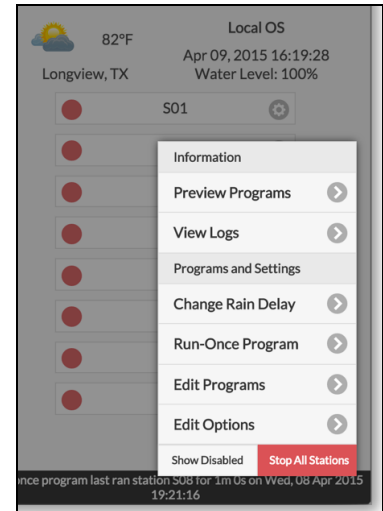 82°F
Longview, TX
Local OS
Apr 09, 2015 16:19:28
Water Level: 100%
S01
Information
Preview Programs
View Logs
Programs and Settings
Change Rain Delay
Run-Once Program
Edit Programs
Edit Options
Show Disabled
Stop All Stations
once program last ran station S08 for 1m 0s on Wed, 08 Apr 2015
19:21:16